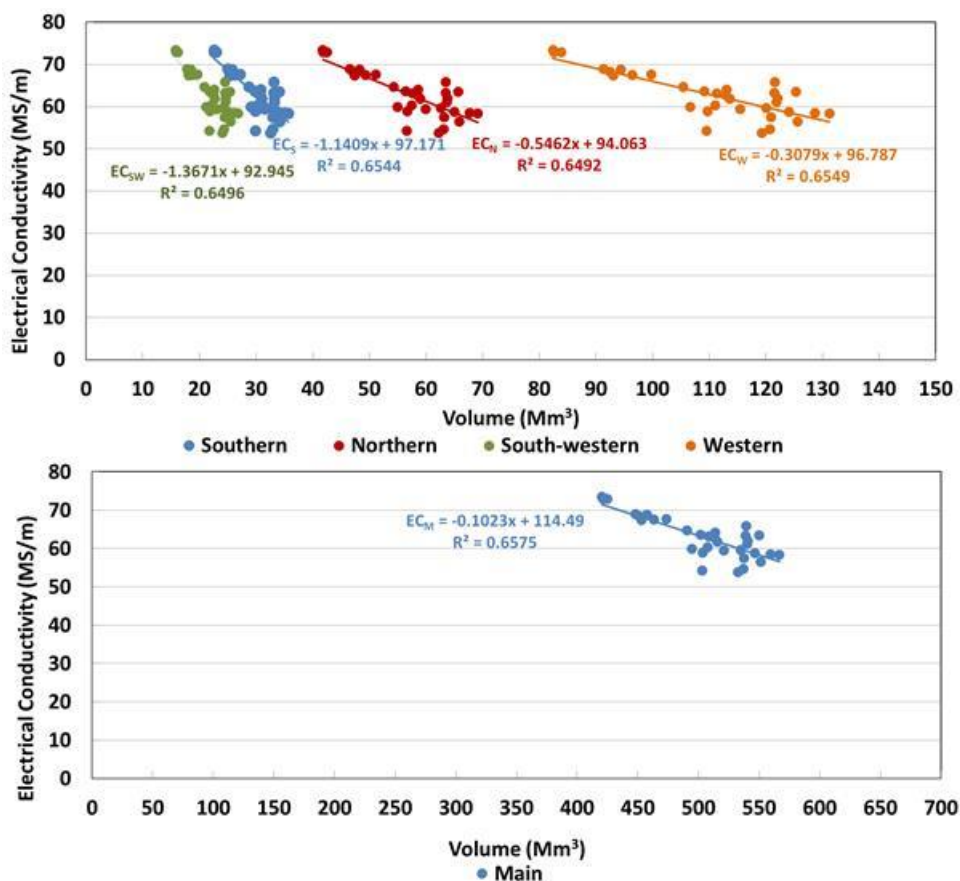 Electrical Conductivity (MS/m)
80
70
60
50
40
30
20
10
0
EC_SW = -1.3671x + 92.945
R² = 0.6496
EC_S = -1.1409x + 97.171
R² = 0.6544
EC_N = -0.5462x + 94.063
R² = 0.6492
EC_W = -0.3079x + 96.787
R² = 0.6549
0 10 20 30 40 50 60 70 80 90 100 110 120 130 140 150
Volume (Mm³)
Southern Northern South-western Western
Electrical Conductivity (MS/m)
80
70
60
50
40
30
20
10
0
EC_M = -0.1023x + 114.49
R² = 0.6575
0 50 100 150 200 250 300 350 400 450 500 550 600 650 700
Volume (Mm³)
Main